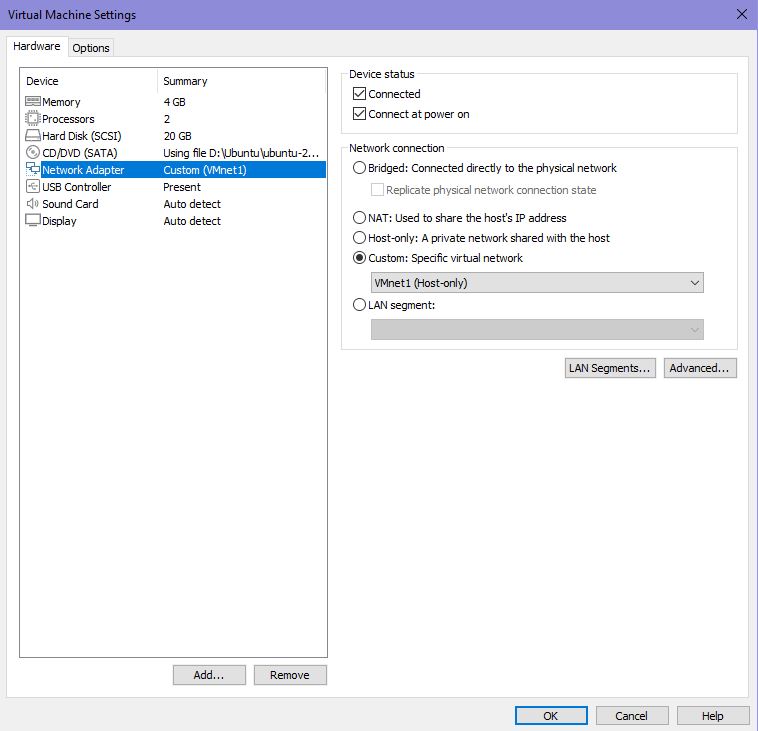 Virtual Machine Settings
Hardware Options
Device Summary
Memory 4 GB
Processors 2
Hard Disk (SCSI) 20 GB
CD/DVD (SATA) Using file D:\Ubuntu\ubuntu-2...
Network Adapter Custom (VMnet1)
USB Controller Present
Sound Card Auto detect
Display Auto detect
Add... Remove
Device status
Connected
Connect at power on
Network connection
Bridged: Connected directly to the physical network
Replicate physical network connection state
NAT: Used to share the host's IP address
Host-only: A private network shared with the host
Custom: Specific virtual network
VMnet1 (Host-only)
LAN segment:
LAN Segments... Advanced...
OK Cancel Help